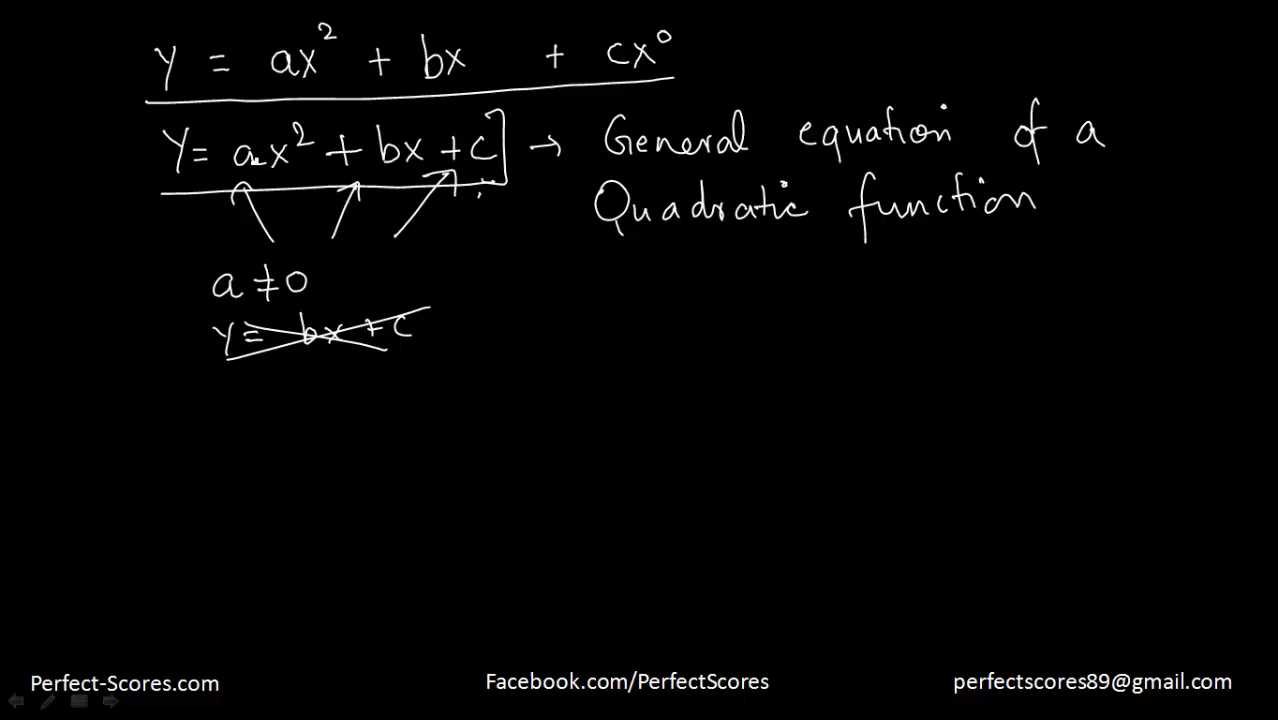 y = ax² + bx + cx⁰
y = ax² + bx + c] → General equation of a
Quadratic function
a ≠ 0
y = bx + c
Perfect-Scores.com
Facebook.com/PerfectScores
perfectscores89@gmail.com